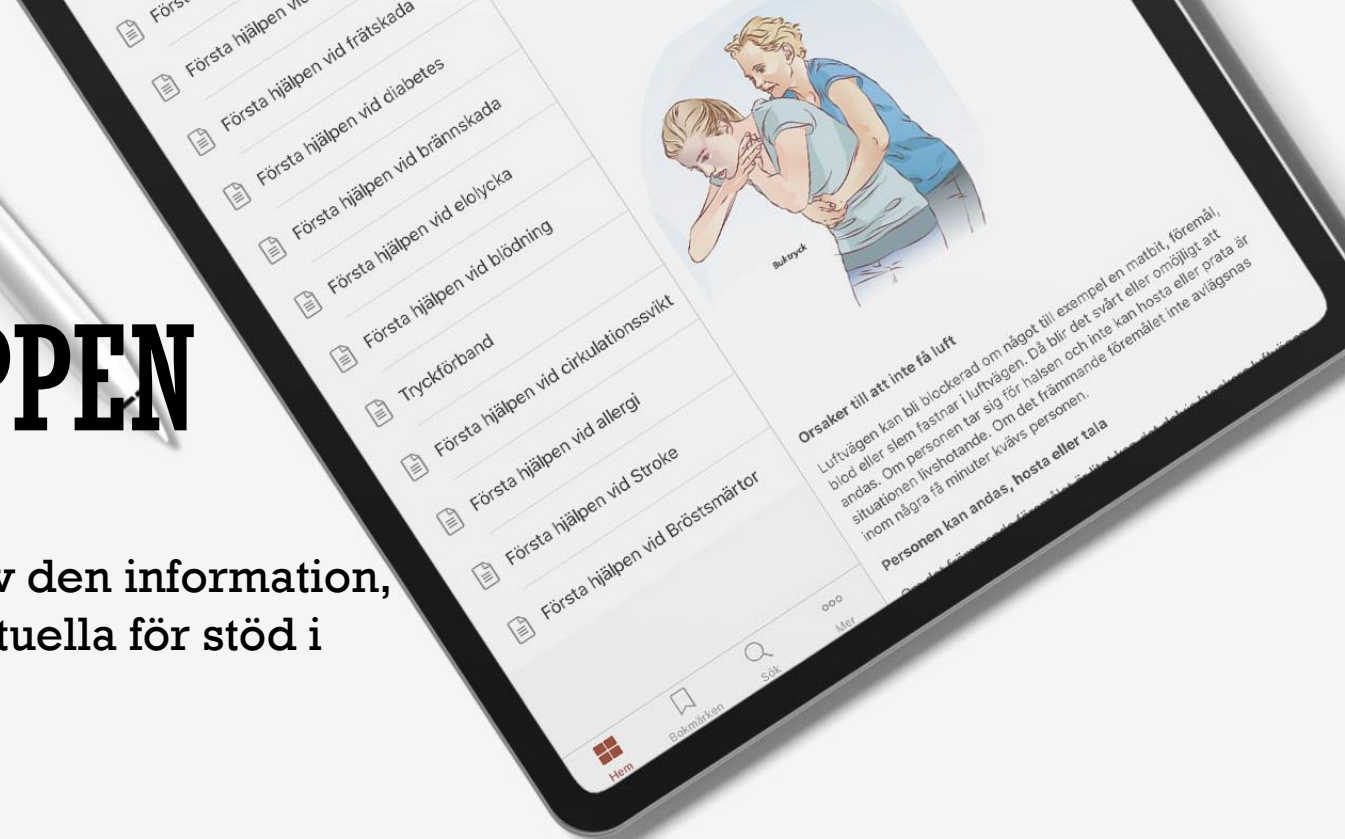 Första hjälpen
Första hjälpen vid frätskada
Första hjälpen vid diabetes
Första hjälpen vid brännskada
Första hjälpen vid elolycka
Första hjälpen vid blödning
Tryckförband
Första hjälpen vid cirkulationssvikt
Första hjälpen vid allergi
Första hjälpen vid Stroke
Första hjälpen vid Bröstsmärtor
Hem
Bokmärken
Sök
Mer
Buktryck
Orsaker till att inte få luft
Luftvägen kan bli blockerad om något till exempel en matbit, föremål,
blod eller slem fastnar i luftvägen. Då blir det svårt eller omöjligt att
andas. Om personen tar sig för halsen och inte kan hosta eller prata är
situationen livshotande. Om det främmande föremålet inte avlägsnas
inom några få minuter kvävs personen.
Personen kan andas, hosta eller tala
PPEN
v den information,
tuella för stöd i